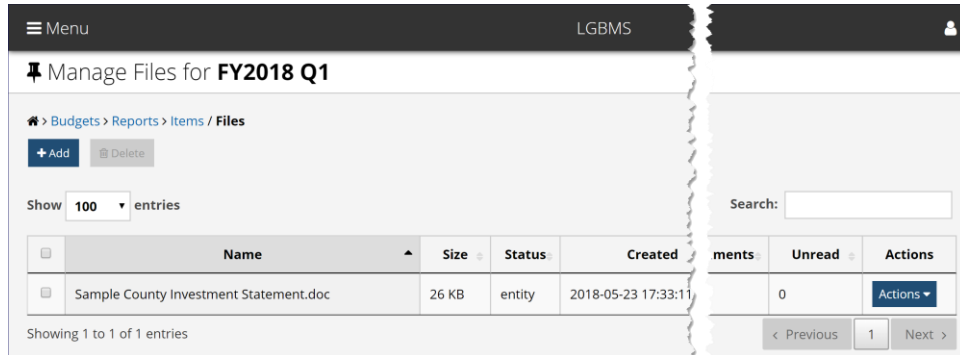 Menu LGBMS
Manage Files for FY2018 Q1
> Budgets > Reports > Items / Files
+ Add Delete
Show 100 entries Search:
Name Size Status Created ments Unread Actions
Sample County Investment Statement.doc 26 KB entity 2018-05-23 17:33:11 0 Actions
Showing 1 to 1 of 1 entries < Previous 1 Next >